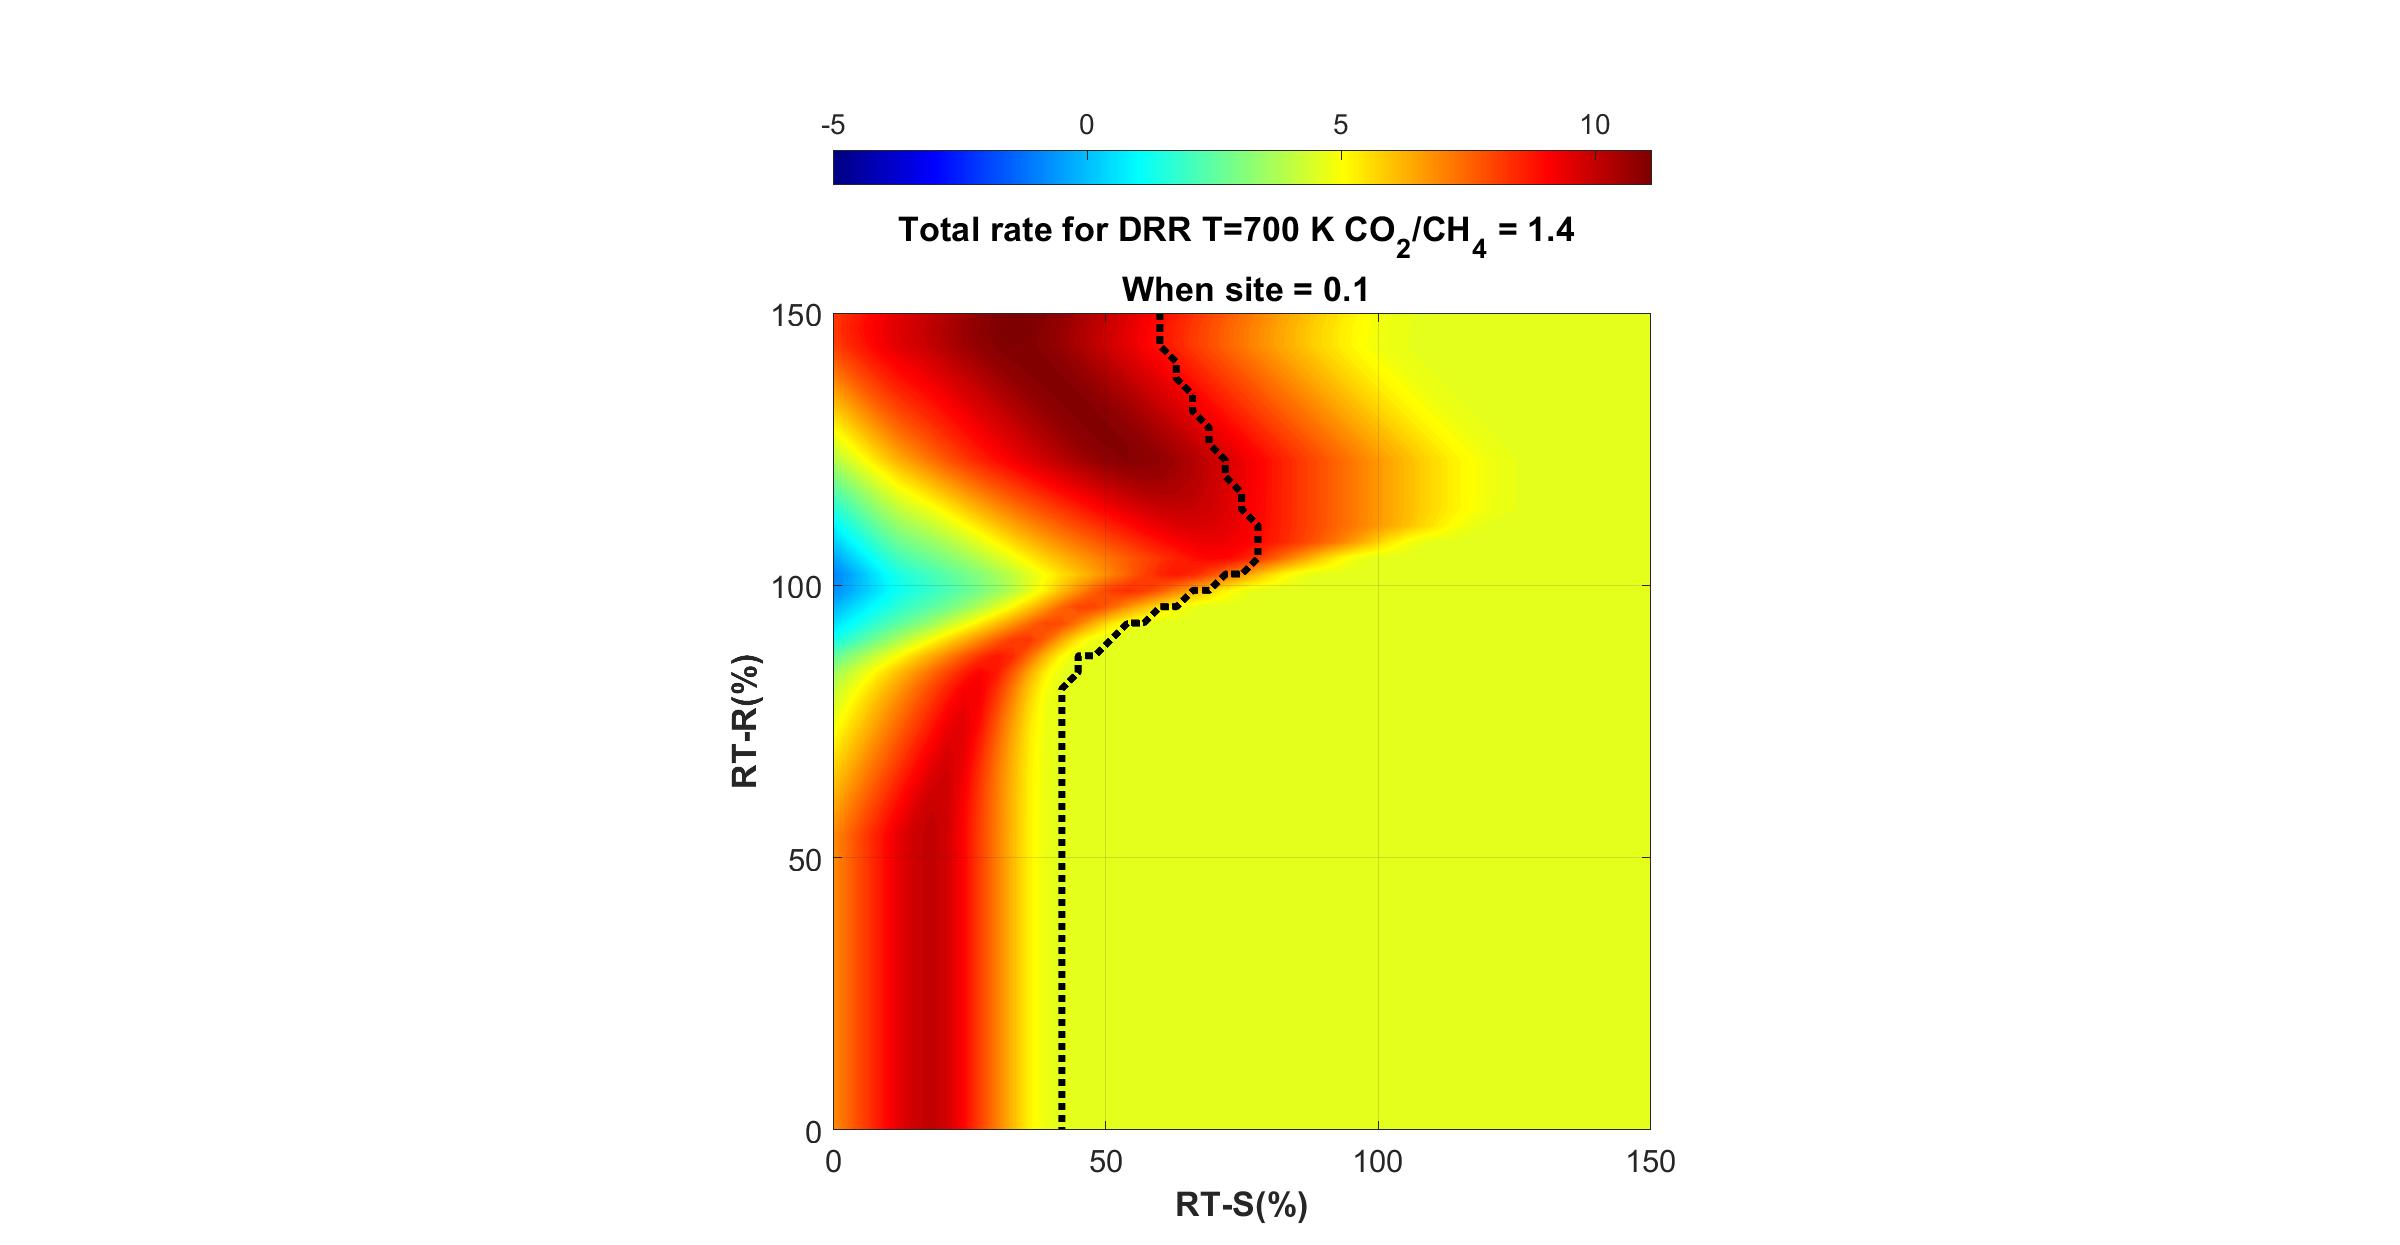 -5 0 5 10
Total rate for DRR T=700 K CO₂/CH₄ = 1.4
When site = 0.1
150
100
50
0
RT-R(%)
0 50 100 150
RT-S(%)